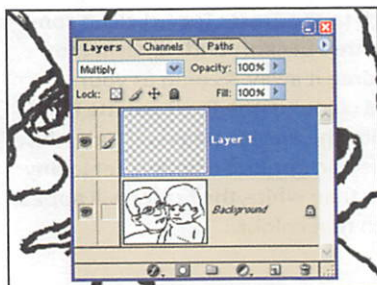 Layers Channels Paths
Multiply Opacity: 100%
Lock: Fill: 100%
Layer 1
Background